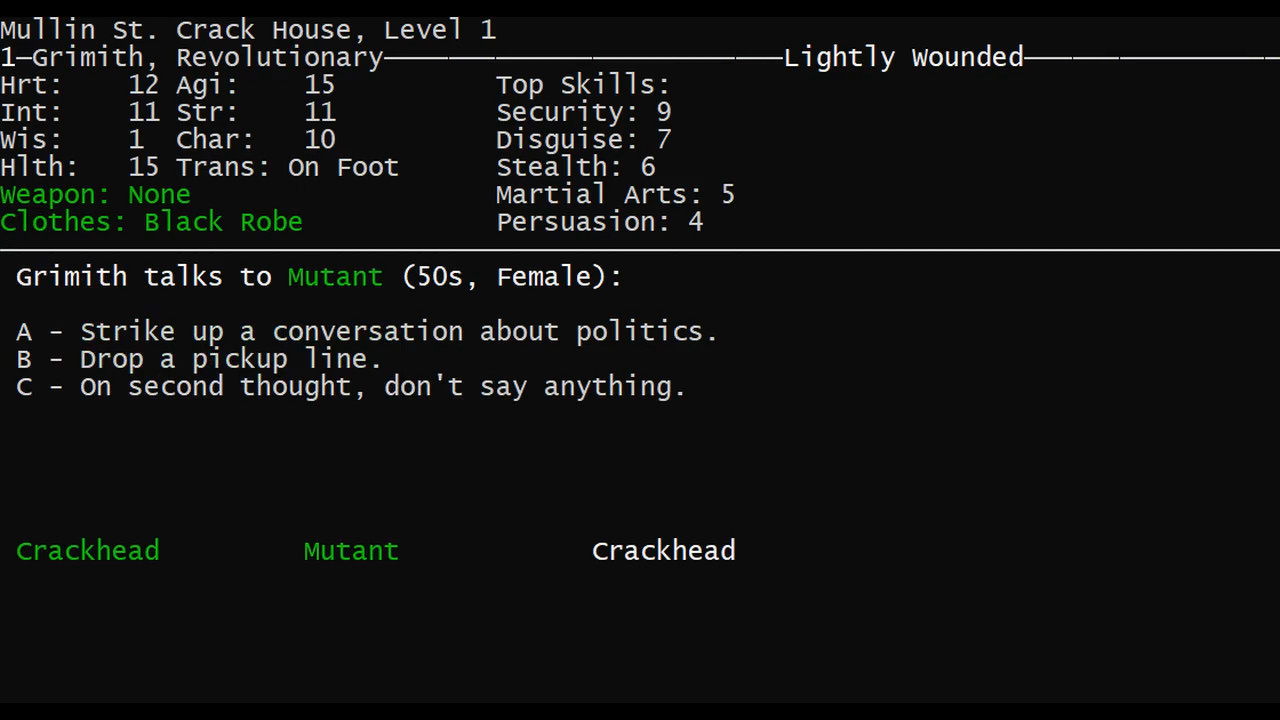 Mullin St. Crack House, Level 1
1—Grimith, Revolutionary Lightly Wounded
Hrt: 12 Agi: 15 Top Skills:
Int: 11 Str: 11 Security: 9
Wis: 1 Char: 10 Disguise: 7
Hlth: 15 Trans: On Foot Stealth: 6
Weapon: None Martial Arts: 5
Clothes: Black Robe Persuasion: 4
Grimith talks to Mutant (50s, Female):
A - Strike up a conversation about politics.
B - Drop a pickup line.
C - On second thought, don't say anything.
Crackhead Mutant Crackhead